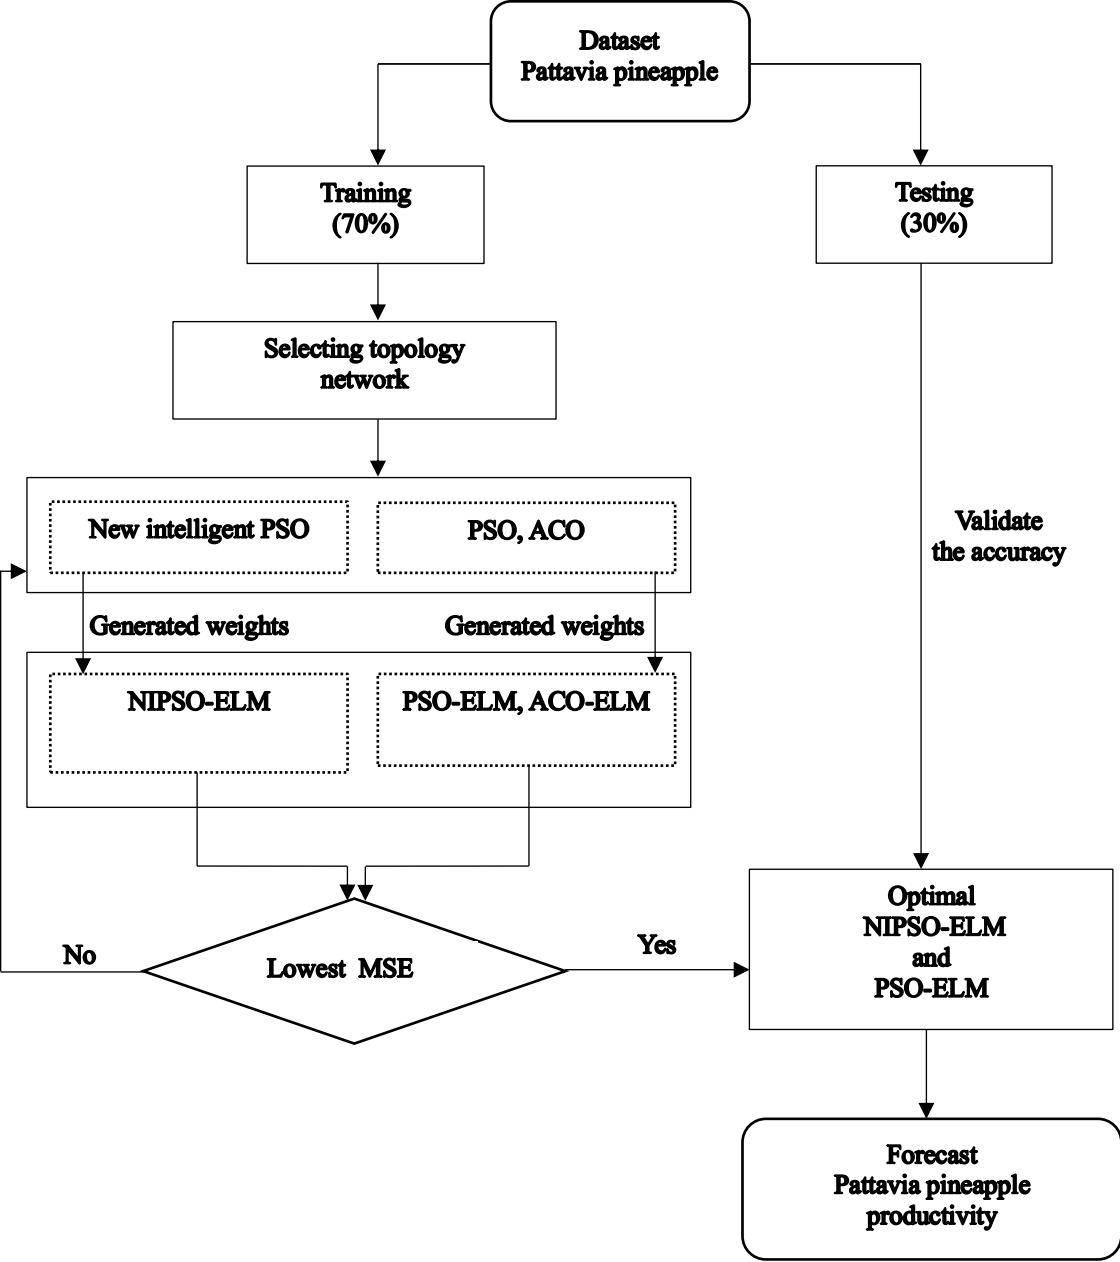 Dataset
Pattavia pineapple
Training
(70%)
Testing
(30%)
Selecting topology
network
New intelligent PSO
PSO, ACO
Validate
the accuracy
Generated weights
Generated weights
NIPSO-ELM
PSO-ELM, ACO-ELM
Optimal
NIPSO-ELM
and
PSO-ELM
No
Lowest MSE
Yes
Forecast
Pattavia pineapple
productivity